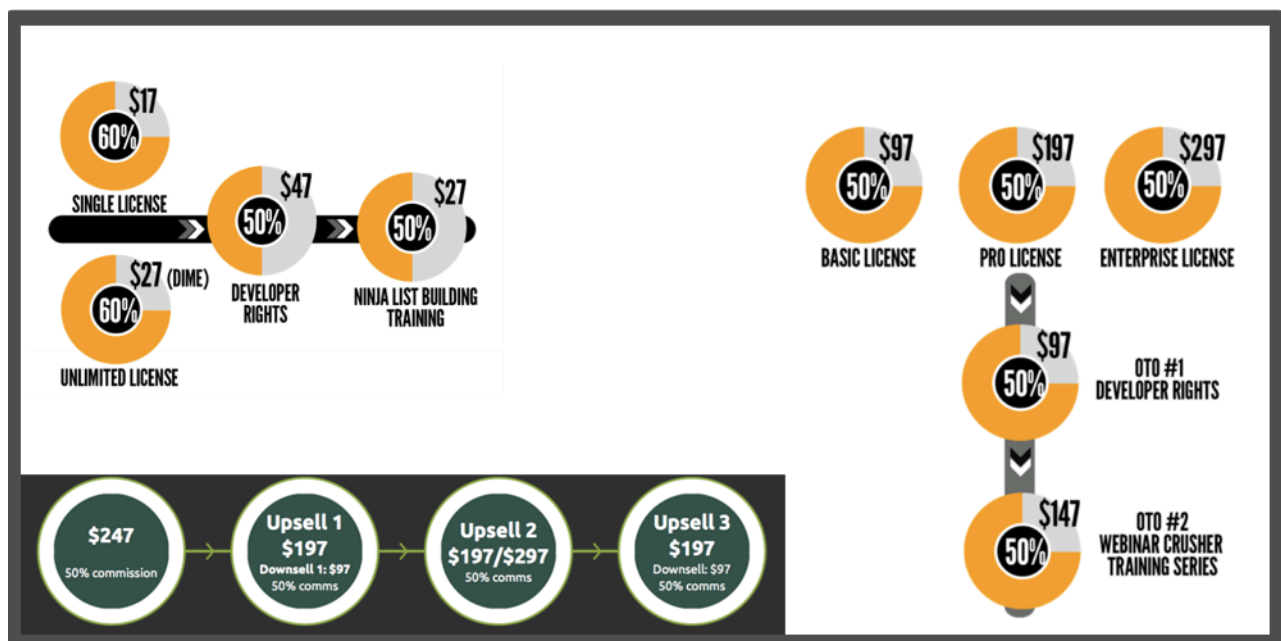 $17
60%
SINGLE LICENSE
$27 (DIME)
60%
UNLIMITED LICENSE
$47
50%
DEVELOPER
RIGHTS
$27
50%
NINJA LIST BUILDING
TRAINING
$97
50%
BASIC LICENSE
$197
50%
PRO LICENSE
$297
50%
ENTERPRISE LICENSE
$97
50%
OTO #1
DEVELOPER RIGHTS
$147
50%
OTO #2
WEBINAR CRUSHER
TRAINING SERIES
$247
50% commission
Upsell 1
$197
Downsell 1: $97
50% comms
Upsell 2
$197/$297
50% comms
Upsell 3
$197
Downsell: $97
50% comms